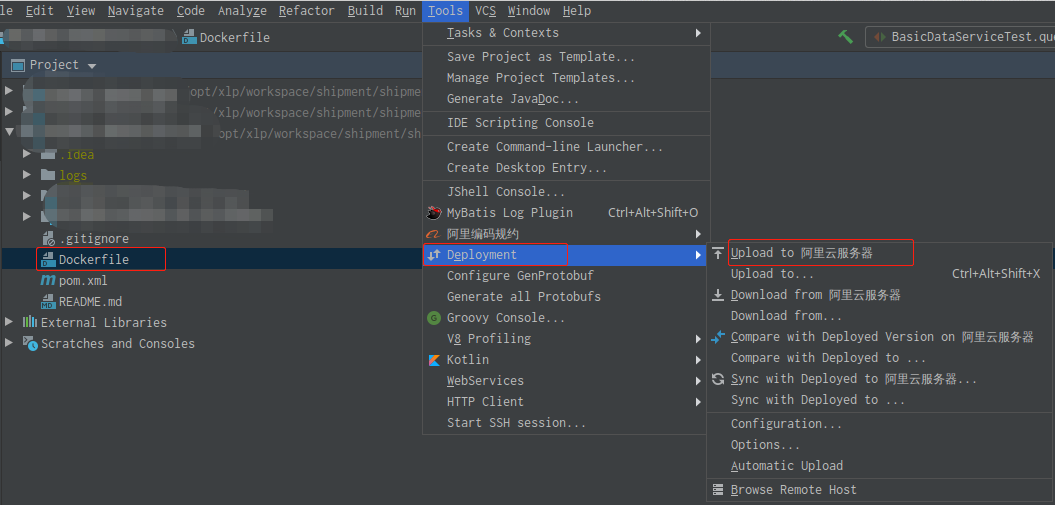 le Edit View Navigate Code Analyze Refactor Build Run Tools VCS Window Help
Dockerfile
BasicDataServiceTest.que
Project
opt/xlp/workspace/shipment/shipme
opt/xlp/workspace/shipment/shipme
opt/xlp/workspace/shipment/sh
.idea
logs
.gitignore
Dockerfile
pom.xml
README.md
External Libraries
Scratches and Consoles
Tasks & Contexts
Save Project as Template...
Manage Project Templates...
Generate JavaDoc...
IDE Scripting Console
Create Command-line Launcher...
Create Desktop Entry...
JShell Console...
MyBatis Log Plugin Ctrl+Alt+Shift+O
阿里编码规约
Deployment
Configure GenProtobuf
Generate all Protobufs
Groovy Console...
V8 Profiling
Kotlin
WebServices
HTTP Client
Start SSH session...
Upload to 阿里云服务器
Upload to... Ctrl+Alt+Shift+X
Download from 阿里云服务器
Download from...
Compare with Deployed Version on 阿里云服务器
Compare with Deployed to ...
Sync with Deployed to 阿里云服务器...
Sync with Deployed to ...
Configuration...
Options...
Automatic Upload
Browse Remote Host